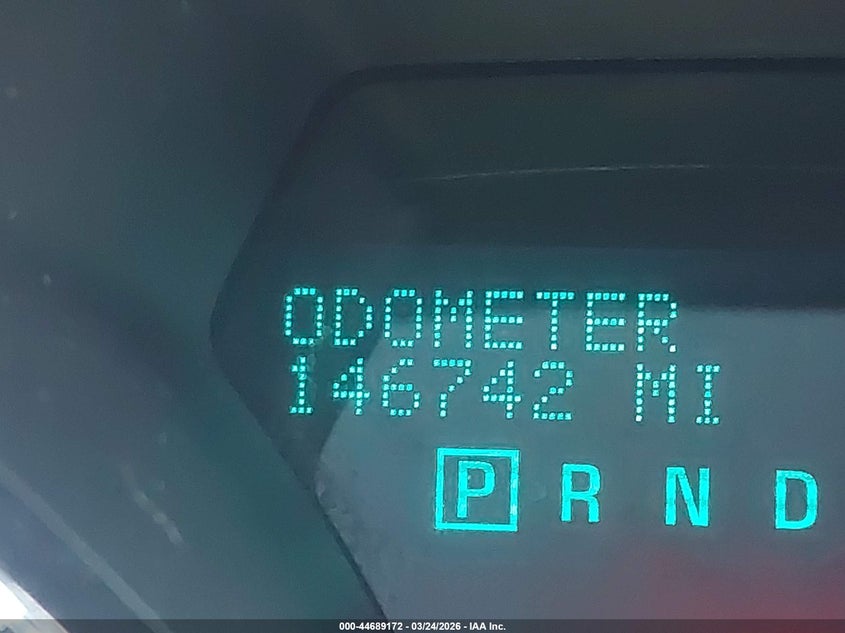 ODOMETER
146742 MI
P R N D
000-44689172 - 03/24/2026 - IAA Inc.